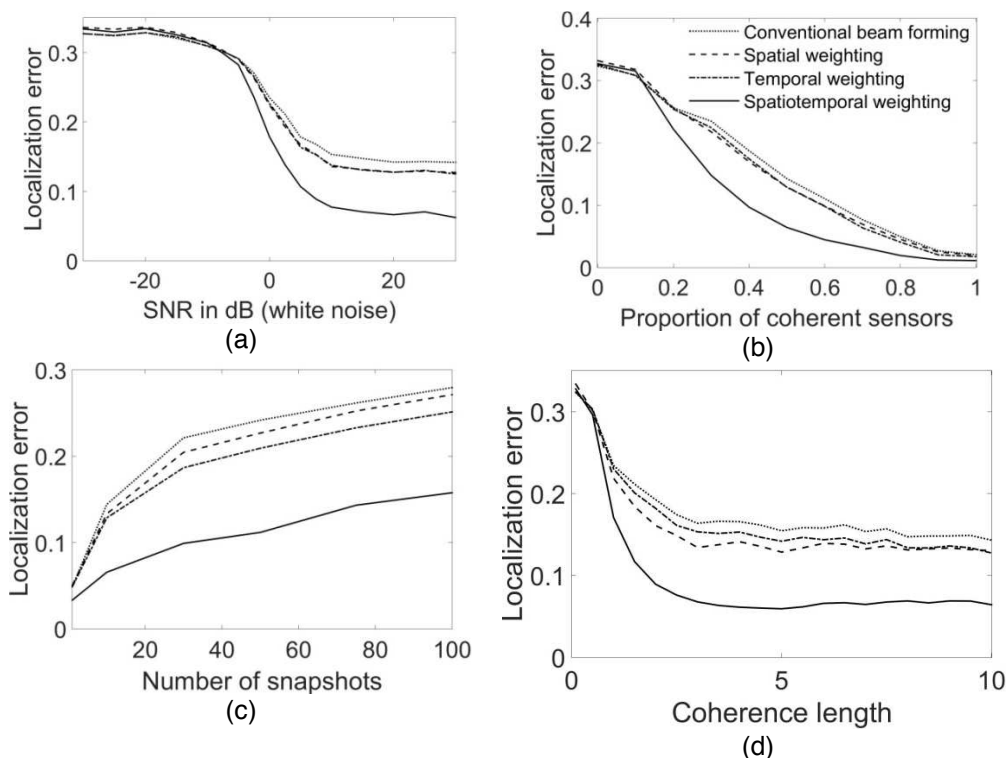 Localization error
0.3
0.2
0.1
0
-20
0
20
SNR in dB (white noise)
(a)
Localization error
0.4
0.3
0.2
0.1
0
0
0.2
0.4
0.6
0.8
1
Conventional beam forming
Spatial weighting
Temporal weighting
Spatiotemporal weighting
Proportion of coherent sensors
(b)
Localization error
0.3
0.2
0.1
0
20
40
60
80
100
Number of snapshots
(c)
Localization error
0.3
0.2
0.1
0
0
5
10
Coherence length
(d)